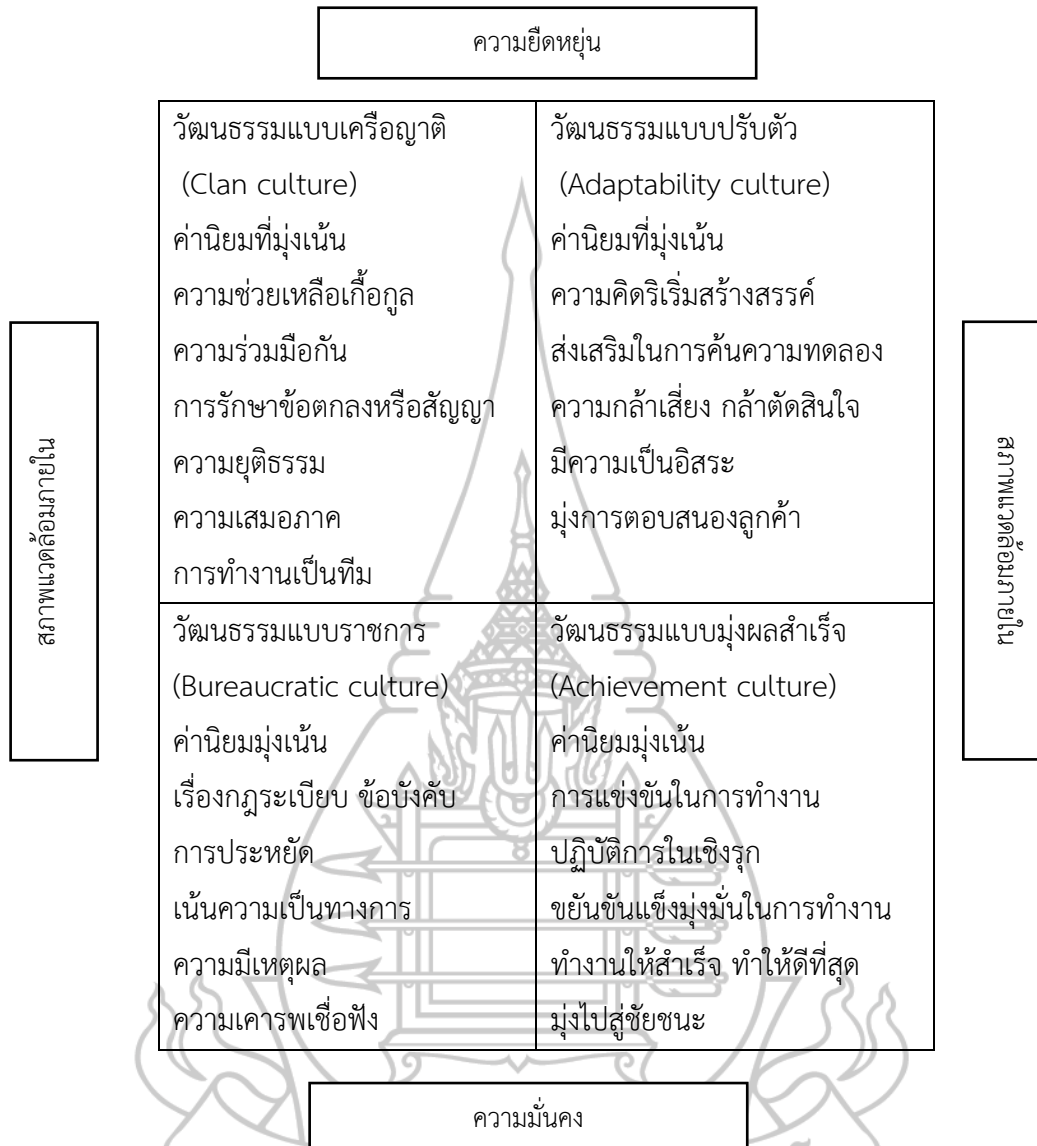 ความยืดหยุ่น
วัฒนธรรมแบบเครือญาติ
(Clan culture)
ค่านิยมที่มุ่งเน้น
ความช่วยเหลือเกื้อกูล
ความร่วมมือกัน
การรักษาข้อตกลงหรือสัญญา
ความยุติธรรม
ความเสมอภาค
การทำงานเป็นทีม
วัฒนธรรมแบบปรับตัว
(Adaptability culture)
ค่านิยมที่มุ่งเน้น
ความคิดริเริ่มสร้างสรรค์
ส่งเสริมในการค้นความทดลอง
ความกล้าเสี่ยง กล้าตัดสินใจ
มีความเป็นอิสระ
มุ่งการตอบสนองลูกค้า
สภาพแวดล้อมภายใน
สภาพแวดล้อมภายใน
วัฒนธรรมแบบราชการ
(Bureaucratic culture)
ค่านิยมมุ่งเน้น
เรื่องกฎระเบียบ ข้อบังคับ
การประหยัด
เน้นความเป็นทางการ
ความมีเหตุผล
ความเคารพเชื่อฟัง
วัฒนธรรมแบบมุ่งผลสำเร็จ
(Achievement culture)
ค่านิยมมุ่งเน้น
การแข่งขันในการทำงาน
ปฏิบัติการในเชิงรุก
ขยันขันแข็งมุ่งมั่นในการทำงาน
ทำงานให้สำเร็จ ทำให้ดีที่สุด
มุ่งไปสู่ชัยชนะ
ความมั่นคง